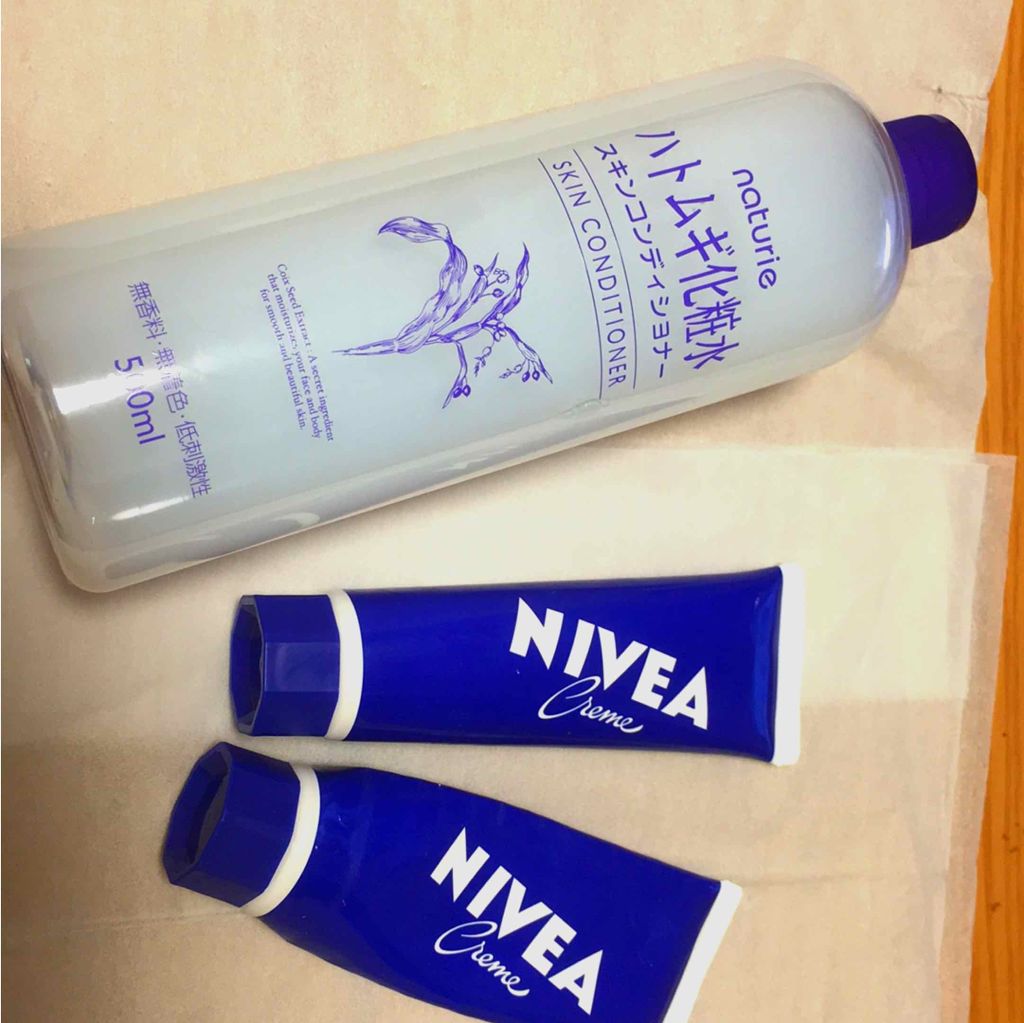 naturie
ハトムギ化粧水
スキンコンディショナー
SKIN CONDITIONER
Coix Seed Extract - A secret ingredient
that moisturizes your face and body
for smooth and beautiful skin.
無香料・無着色・低刺激性
500ml
NIVEA
Creme
NIVEA
Creme